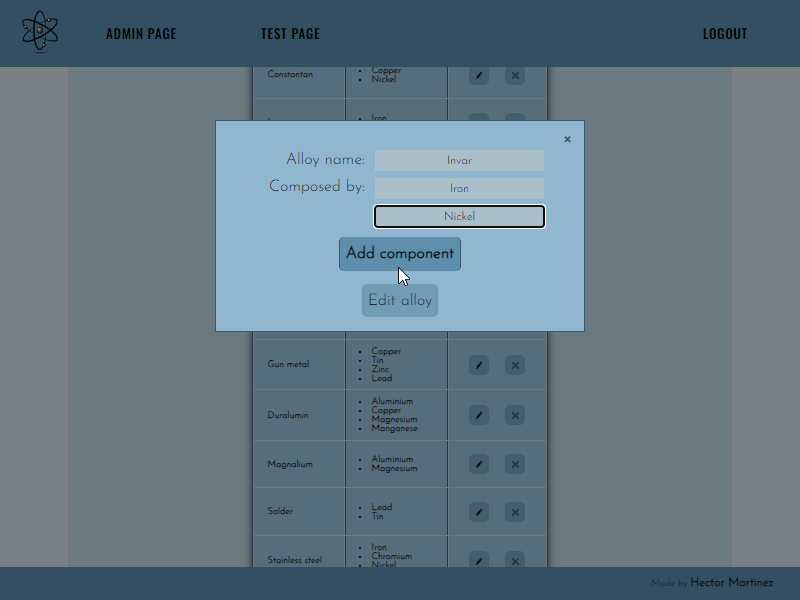 ADMIN PAGE TEST PAGE LOGOUT
Constantan
Copper
Nickel
Iron
Alloy name: Invar
Composed by: Iron
Nickel
Add component
Edit alloy
Gun metal
Copper
Tin
Zinc
Lead
Duralumin
Aluminium
Copper
Magnesium
Manganese
Magnalium
Aluminium
Magnesium
Solder
Lead
Tin
Stainless steel
Iron
Chromium
Nickel
Made by Hector Martinez